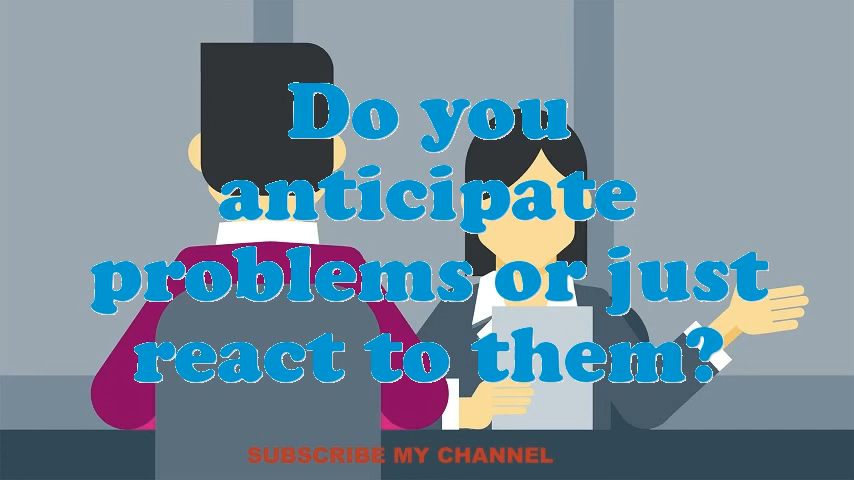 Do you
anticipate
problems or just
react to them?
SUBSCRIBE MY CHANNEL